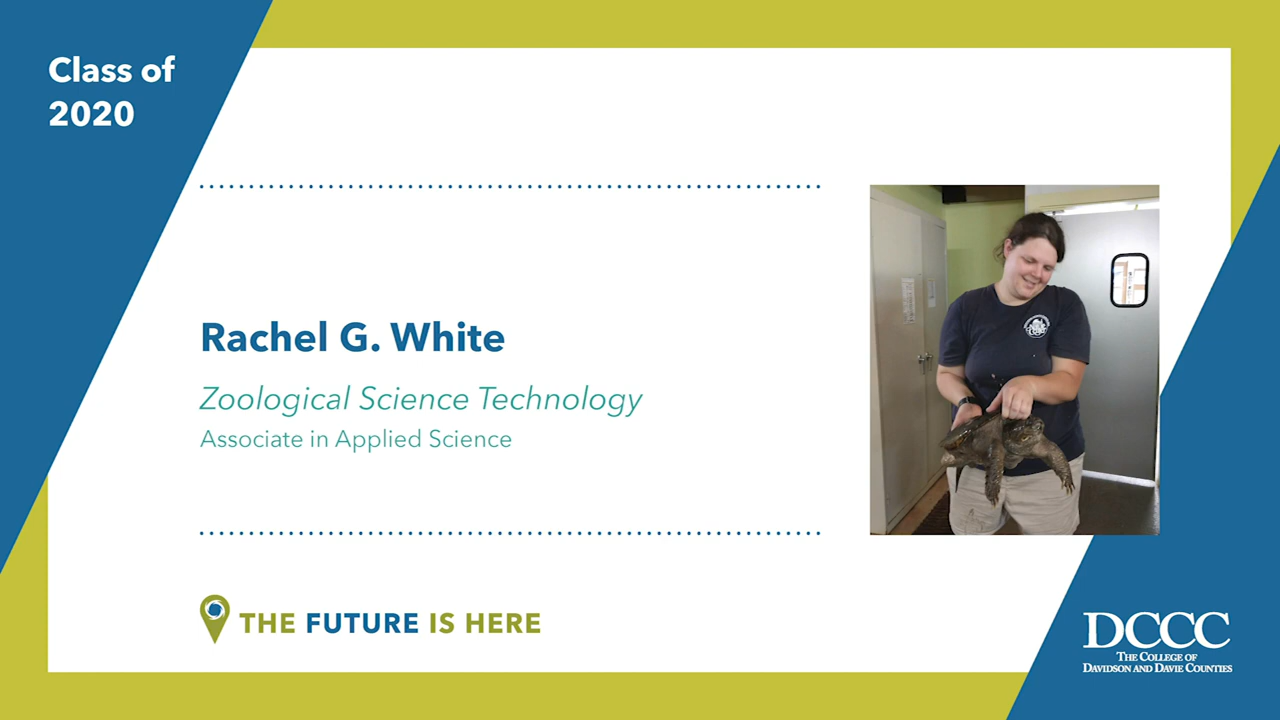 Class of
2020
Rachel G. White
Zoological Science Technology
Associate in Applied Science
THE FUTURE IS HERE
DCCC
THE COLLEGE OF
DAVIDSON AND DAVIE COUNTIES